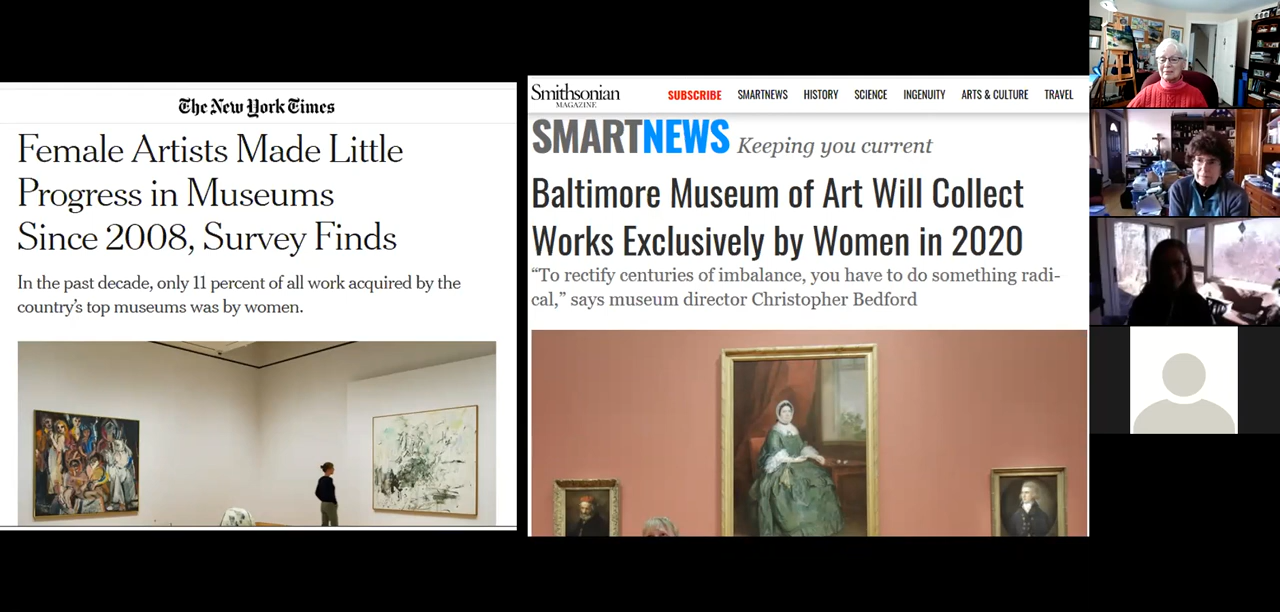 The New York Times
Female Artists Made Little
Progress in Museums
Since 2008, Survey Finds
In the past decade, only 11 percent of all work acquired by the
country's top museums was by women.
Smithsonian
MAGAZINE
SUBSCRIBE SMARTNEWS HISTORY SCIENCE INGENUITY ARTS & CULTURE TRAVEL
SMARTNEWS Keeping you current
Baltimore Museum of Art Will Collect
Works Exclusively by Women in 2020
“To rectify centuries of imbalance, you have to do something radi-
cal,” says museum director Christopher Bedford